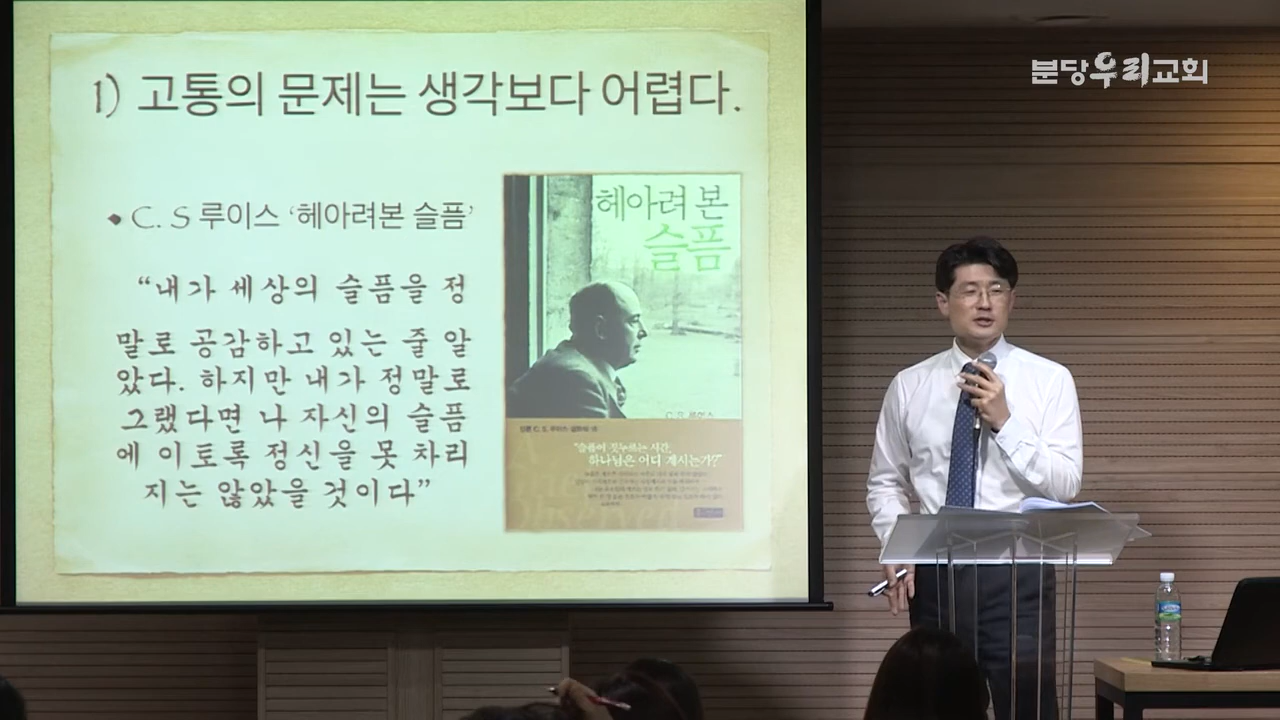 분당우리교회
1) 고통의 문제는 생각보다 어렵다.
C. S 루이스 ‘헤아려본 슬픔’
“내가 세상의 슬픔을 정
말로 공감하고 있는 줄 알
았다. 하지만 내가 정말로
그랬다면 나 자신의 슬픔
에 이토록 정신을 못 차리
지는 않았을 것이다”
헤아려 본
슬픔
C. S. 루이스
“슬픔이 짓누르는 시간,
하나님은 어디 계시는가?”